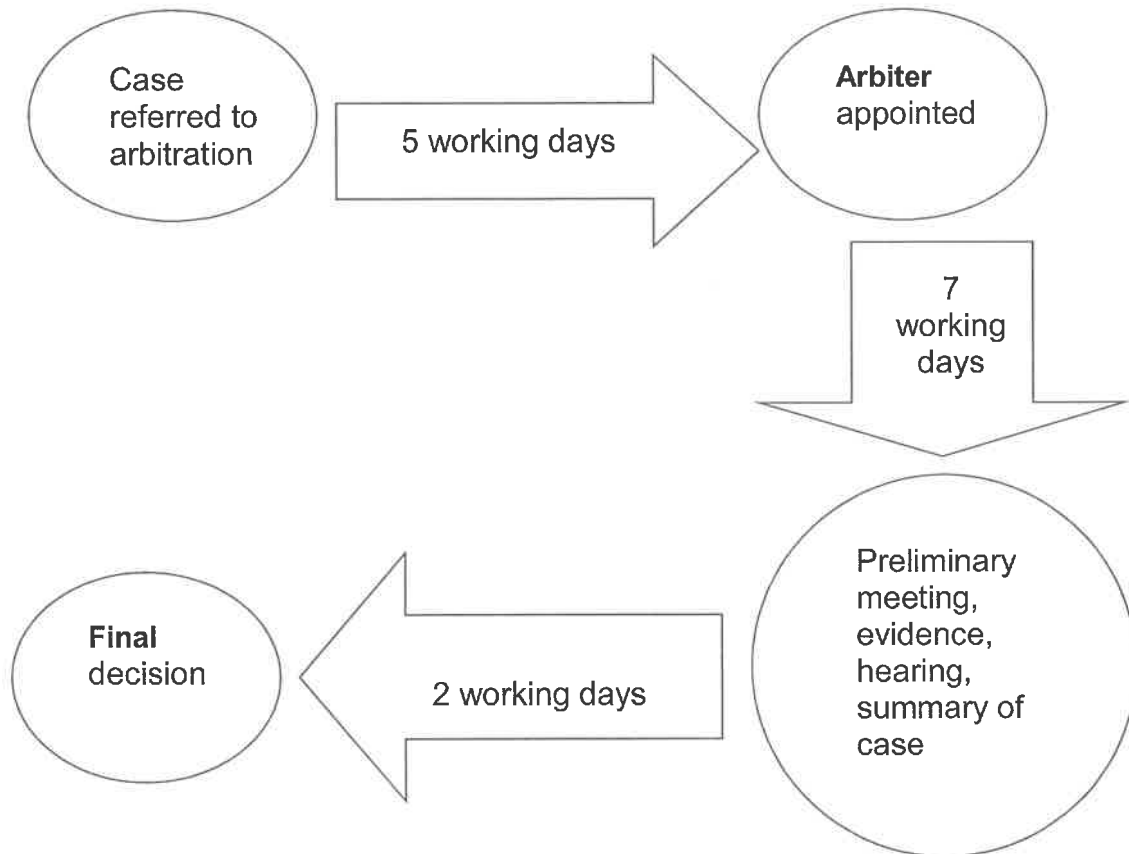 Case
referred to
arbitration
5 working days
Arbiter
appointed
7
working
days
Preliminary
meeting,
evidence,
hearing,
summary of
case
2 working days
Final
decision